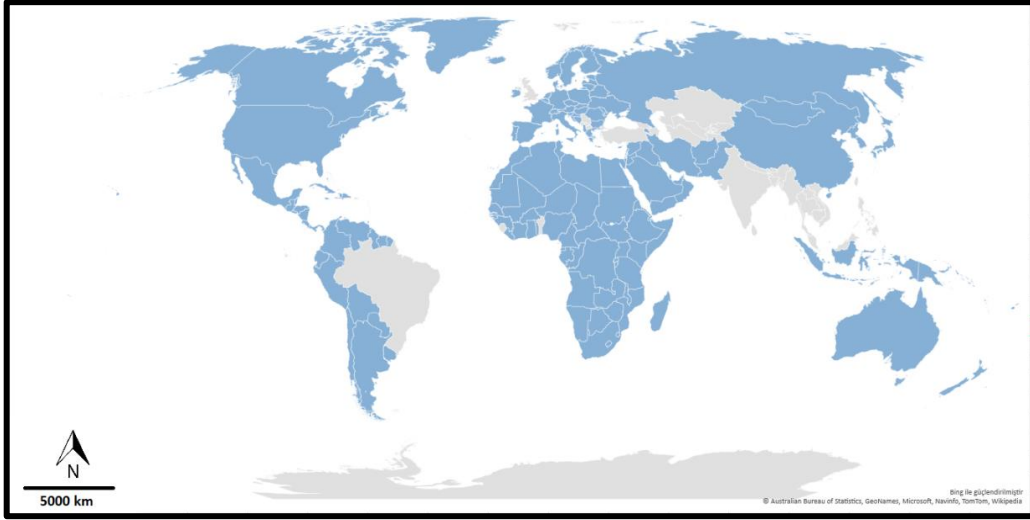 N
5000 km
Bing ile güçlendirilmiştir
© Australian Bureau of Statistics, GeoNames, Microsoft, Navinfo, TomTom, Wikipedia